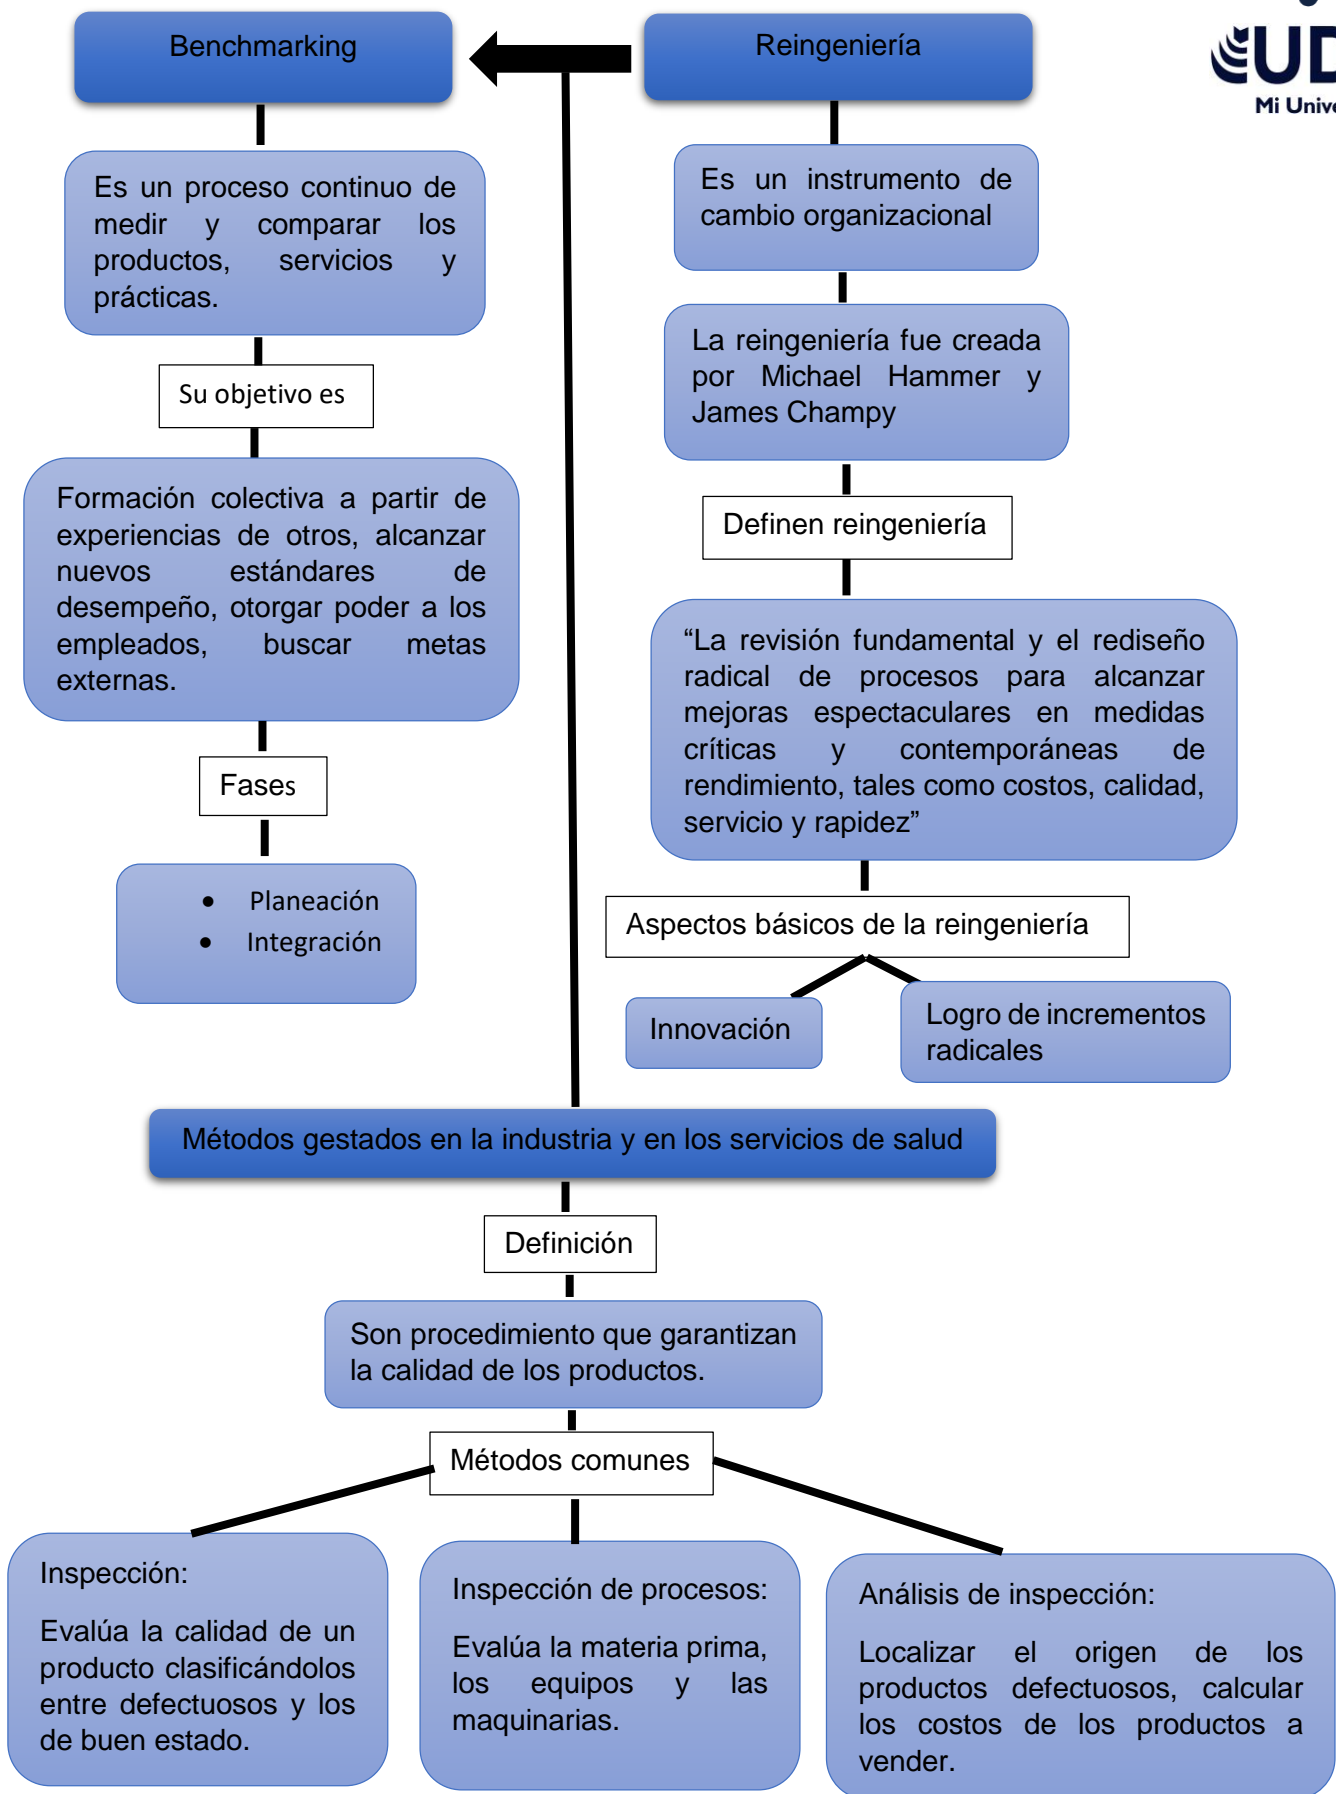 Benchmarking
Reingeniería
Mi Unive
Es un proceso continuo de
medir y comparar los
productos, servicios y
prácticas.
Su objetivo es
Formación colectiva a partir de
experiencias de otros, alcanzar
nuevos estándares de
desempeño, otorgar poder a los
empleados, buscar metas
externas.
Fases
• Planeación
• Integración
Es un instrumento de
cambio organizacional
La reingeniería fue creada
por Michael Hammer y
James Champy
Definen reingeniería
“La revisión fundamental y el rediseño
radical de procesos para alcanzar
mejoras espectaculares en medidas
críticas y contemporáneas de
rendimiento, tales como costos, calidad,
servicio y rapidez”
Aspectos básicos de la reingeniería
Innovación
Logro de incrementos
radicales
Métodos gestados en la industria y en los servicios de salud
Definición
Son procedimiento que garantizan
la calidad de los productos.
Métodos comunes
Inspección:
Evalúa la calidad de un
producto clasificándolos
entre defectuosos y los
de buen estado.
Inspección de procesos:
Evalúa la materia prima,
los equipos y las
maquinarias.
Análisis de inspección:
Localizar el origen de los
productos defectuosos, calcular
los costos de los productos a
vender.